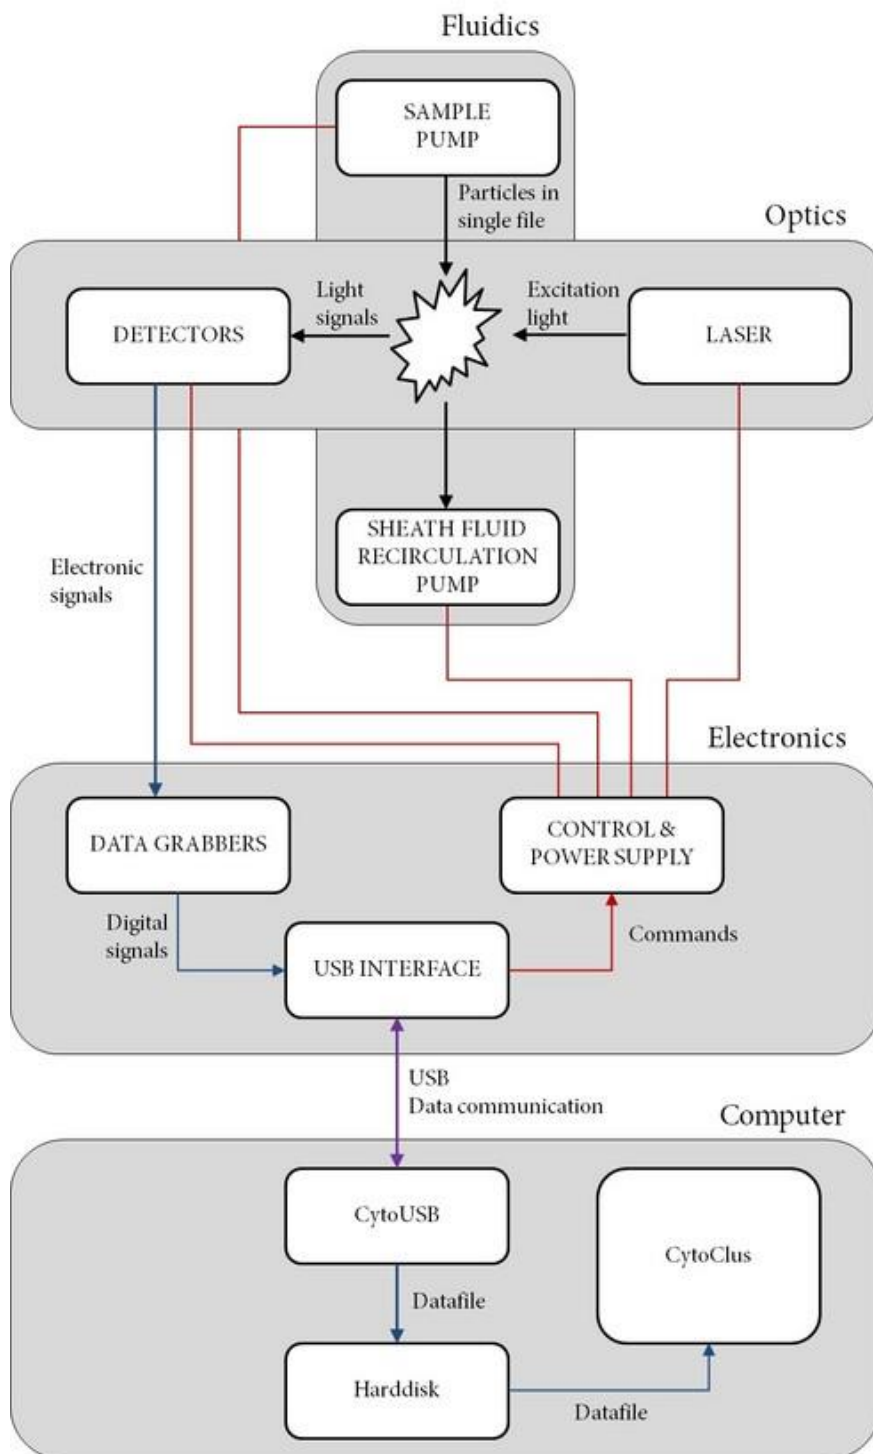 Fluidics
SAMPLE
PUMP
Particles in
single file
Optics
Light
signals
Excitation
light
DETECTORS
LASER
SHEATH FLUID
RECIRCULATION
PUMP
Electronic
signals
Electronics
DATA GRABBERS
CONTROL &
POWER SUPPLY
Digital
signals
Commands
USB INTERFACE
USB
Data communication
Computer
CytoUSB
CytoClus
Datafile
Harddisk
Datafile